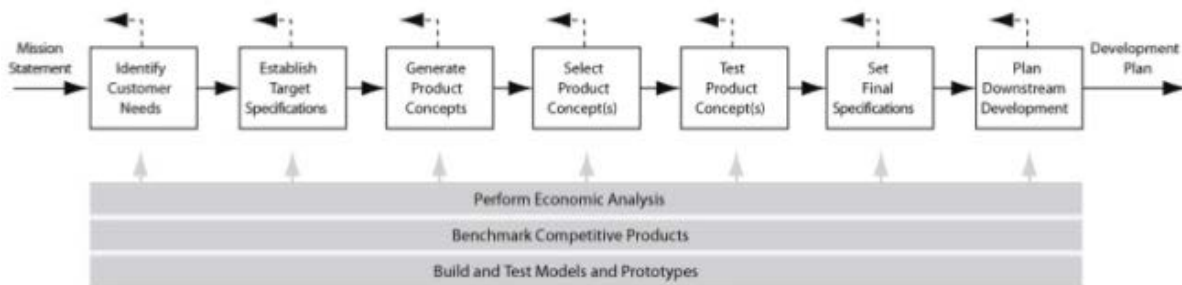 Mission
Statement
Identify
Customer
Needs
Establish
Target
Specifications
Generate
Product
Concepts
Select
Product
Concept(s)
Test
Product
Concept(s)
Set
Final
Specifications
Plan
Downstream
Development
Development
Plan
Perform Economic Analysis
Benchmark Competitive Products
Build and Test Models and Prototypes